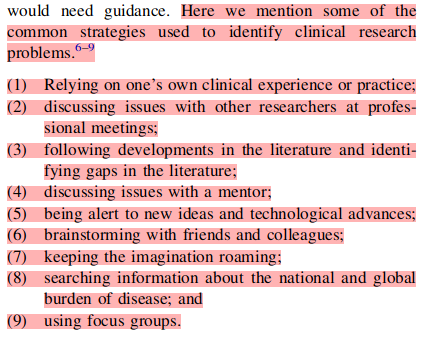 would need guidance. Here we mention some of the
common strategies used to identify clinical research
problems.6–9
(1) Relying on one's own clinical experience or practice;
(2) discussing issues with other researchers at profes-
sional meetings;
(3) following developments in the literature and identi-
fying gaps in the literature;
(4) discussing issues with a mentor;
(5) being alert to new ideas and technological advances;
(6) brainstorming with friends and colleagues;
(7) keeping the imagination roaming;
(8) searching information about the national and global
burden of disease; and
(9) using focus groups.